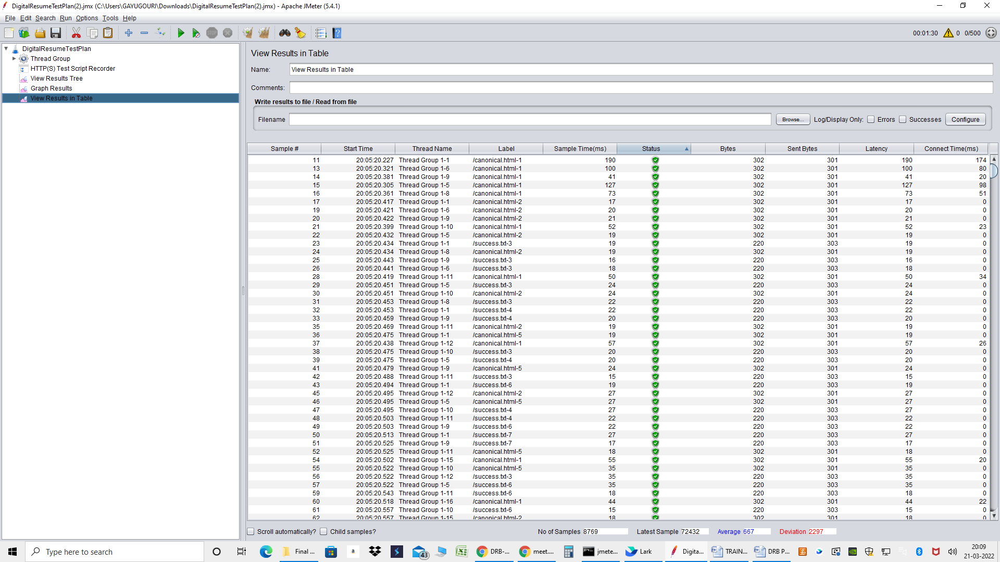 DigitalResumeTestPlan(2).jmx (C:\Users\GAYUGOURI\Downloads\DigitalResumeTestPlan(2).jmx) - Apache JMeter (5.4.1)
File Edit Search Run Options Tools Help
00:01:30 0 0/500
DigitalResumeTestPlan
Thread Group
HTTP(S) Test Script Recorder
View Results Tree
Graph Results
View Results in Table
View Results in Table
Name: View Results in Table
Comments:
Write results to file / Read from file
Filename Browse... Log/Display Only: Errors Successes Configure
Sample # Start Time Thread Name Label Sample Time(ms) Status Bytes Sent Bytes Latency Connect Time(ms)
11 20:05:20.227 Thread Group 1-1 /canonical.html-1 190 302 301 190 174
13 20:05:20.321 Thread Group 1-6 /canonical.html-1 100 302 301 100 80
14 20:05:20.381 Thread Group 1-9 /canonical.html-1 41 302 301 41 20
15 20:05:20.305 Thread Group 1-5 /canonical.html-1 127 302 301 127 98
16 20:05:20.361 Thread Group 1-8 /canonical.html-1 73 302 301 73 51
17 20:05:20.417 Thread Group 1-1 /canonical.html-2 17 302 301 17 0
19 20:05:20.421 Thread Group 1-6 /canonical.html-2 20 302 301 20 0
20 20:05:20.422 Thread Group 1-9 /canonical.html-2 21 302 301 21 0
21 20:05:20.399 Thread Group 1-10 /canonical.html-1 52 302 301 52 23
22 20:05:20.432 Thread Group 1-5 /canonical.html-2 19 302 301 19 0
23 20:05:20.434 Thread Group 1-1 /success.txt-3 19 220 303 19 0
24 20:05:20.434 Thread Group 1-8 /canonical.html-2 19 302 301 19 0
25 20:05:20.443 Thread Group 1-9 /success.txt-3 16 220 303 16 0
26 20:05:20.441 Thread Group 1-6 /success.txt-3 18 220 303 18 0
28 20:05:20.419 Thread Group 1-11 /canonical.html-1 50 302 301 50 34
29 20:05:20.451 Thread Group 1-5 /success.txt-3 24 220 303 24 0
30 20:05:20.451 Thread Group 1-10 /canonical.html-2 24 302 301 24 0
31 20:05:20.453 Thread Group 1-8 /success.txt-3 22 220 303 22 0
32 20:05:20.453 Thread Group 1-1 /success.txt-4 22 220 303 22 0
33 20:05:20.459 Thread Group 1-9 /success.txt-4 20 220 303 20 0
35 20:05:20.469 Thread Group 1-11 /canonical.html-2 19 302 301 19 0
36 20:05:20.475 Thread Group 1-1 /canonical.html-5 19 302 301 19 0
37 20:05:20.438 Thread Group 1-12 /canonical.html-1 57 302 301 57 26
38 20:05:20.475 Thread Group 1-10 /success.txt-3 20 220 303 20 0
39 20:05:20.475 Thread Group 1-5 /success.txt-4 20 220 303 20 0
41 20:05:20.479 Thread Group 1-9 /canonical.html-5 24 302 301 24 0
42 20:05:20.488 Thread Group 1-11 /success.txt-3 15 220 303 15 0
43 20:05:20.494 Thread Group 1-1 /success.txt-6 19 220 303 19 0
45 20:05:20.495 Thread Group 1-12 /canonical.html-2 27 302 301 27 0
46 20:05:20.495 Thread Group 1-5 /canonical.html-5 27 302 301 27 0
47 20:05:20.495 Thread Group 1-10 /success.txt-4 27 220 303 27 0
48 20:05:20.503 Thread Group 1-11 /success.txt-4 22 220 303 22 0
49 20:05:20.503 Thread Group 1-9 /success.txt-6 22 220 303 22 0
50 20:05:20.513 Thread Group 1-1 /success.txt-7 27 220 303 27 0
51 20:05:20.525 Thread Group 1-9 /success.txt-7 17 220 303 17 0
52 20:05:20.525 Thread Group 1-11 /canonical.html-5 18 302 301 18 0
54 20:05:20.502 Thread Group 1-15 /canonical.html-1 55 302 301 55 20
55 20:05:20.522 Thread Group 1-10 /canonical.html-5 35 302 301 35 0
56 20:05:20.522 Thread Group 1-12 /success.txt-3 35 220 303 35 0
57 20:05:20.522 Thread Group 1-5 /success.txt-6 35 220 303 35 0
59 20:05:20.543 Thread Group 1-11 /success.txt-6 18 220 303 18 0
60 20:05:20.518 Thread Group 1-16 /canonical.html-1 44 302 301 44 22
61 20:05:20.557 Thread Group 1-10 /success.txt-6 15 220 303 15 0
62 20:05:20.557 Thread Group 1-15 /canonical.html-2 18 302 301 18 0
Scroll automatically? Child samples? No of Samples 8769 Latest Sample 72432 Average 667 Deviation 2297
Type here to search Final ... a 43 DRB-... meet.... jmete... Lark Digita... TRAIN... DRB P... 20:09
21-03-2022